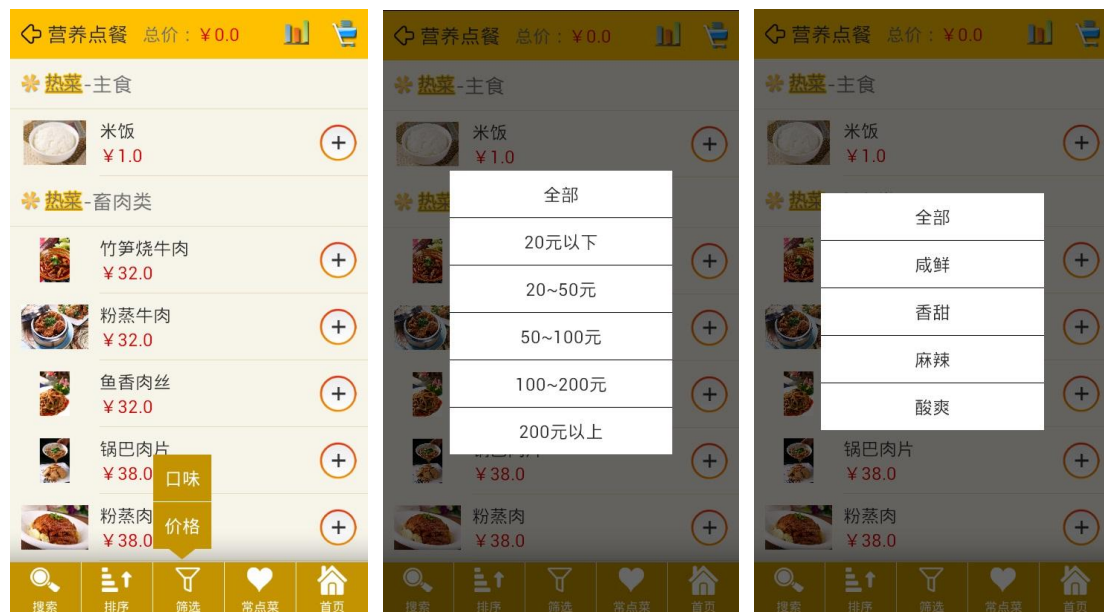 营养点餐 总价：￥0.0
热菜-主食
米饭
￥1.0
热菜-畜肉类
竹笋烧牛肉
￥32.0
粉蒸牛肉
￥32.0
鱼香肉丝
￥32.0
锅巴肉片
￥38.0
粉蒸肉
￥38.0
口味
价格
搜索 排序 筛选 常点菜 首页
营养点餐 总价：￥0.0
热菜-主食
米饭
￥1.0
热菜
全部
20元以下
20~50元
50~100元
100~200元
200元以上
￥38.0
粉蒸肉
￥38.0
搜索 排序 筛选 常点菜 首页
营养点餐 总价：￥0.0
热菜-主食
米饭
￥1.0
热菜
全部
咸鲜
香甜
麻辣
酸爽
锅巴肉片
￥38.0
粉蒸肉
￥38.0
搜索 排序 筛选 常点菜 首页